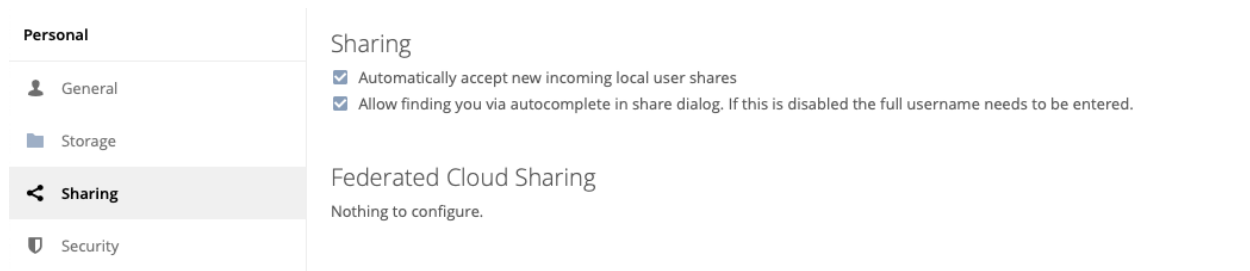 Personal
General
Storage
Sharing
Security
Sharing
Automatically accept new incoming local user shares
Allow finding you via autocomplete in share dialog. If this is disabled the full username needs to be entered.
Federated Cloud Sharing
Nothing to configure.